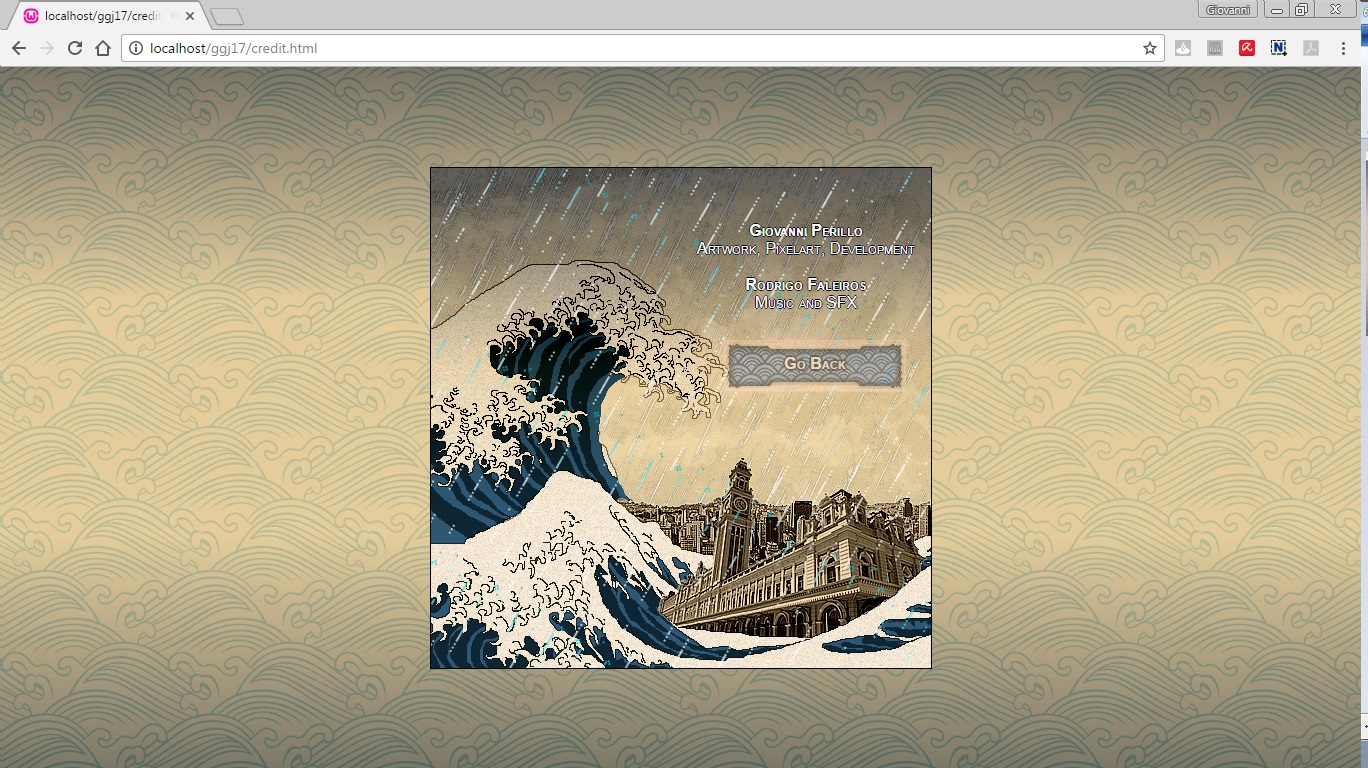 localhost/ggj17/credit
Giovanni
localhost/ggj17/credit.html
Giovanni Perillo
Artwork, Pixelart, Development
Rodrigo Faleiros
Music and SFX
Go Back